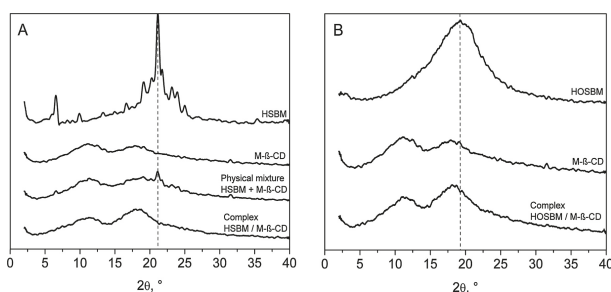 A
HSBM
M-ß-CD
Physical mixture
HSBM + M-ß-CD
Complex
HSBM / M-ß-CD
0 5 10 15 20 25 30 35 40
2θ, °
B
HOSBM
M-ß-CD
Complex
HOSBM / M-ß-CD
0 5 10 15 20 25 30 35 40
2θ, °